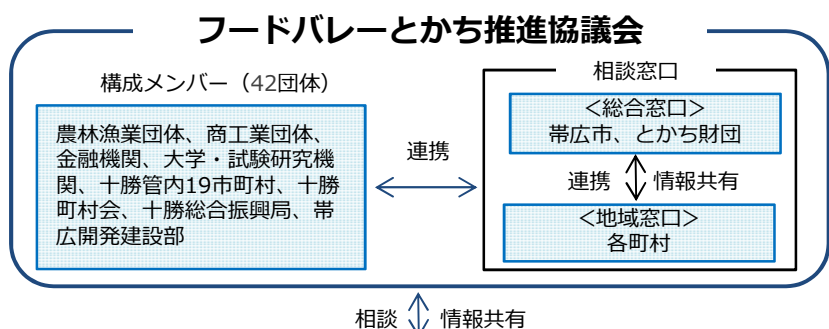 フードバレーとかち推進協議会
構成メンバー（42団体）
農林漁業団体、商工業団体、
金融機関、大学・試験研究機
関、十勝管内19市町村、十勝
町村会、十勝総合振興局、帯
広開発建設部
連携
相談窓口
＜総合窓口＞
帯広市、とかち財団
連携 情報共有
＜地域窓口＞
各町村
相談 情報共有